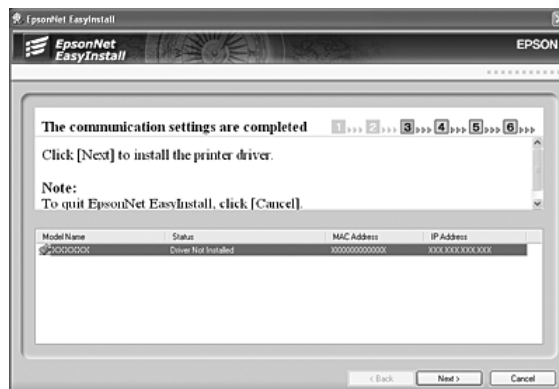 EpsonNet EasyInstall
EpsonNet
EasyInstall
EPSON
The communication settings are completed
1 >>> 2 >>> 3 >>> 4 >>> 5 >>> 6 >>>
Click [Next] to install the printer driver.
Note:
To quit EpsonNet EasyInstall, click [Cancel].
Model Name Status MAC Address IP Address
XXXXXXX Driver Not Installed XXXXXXXXXXXX XXX.XXX.XXX.XXX
< Back Next > Cancel